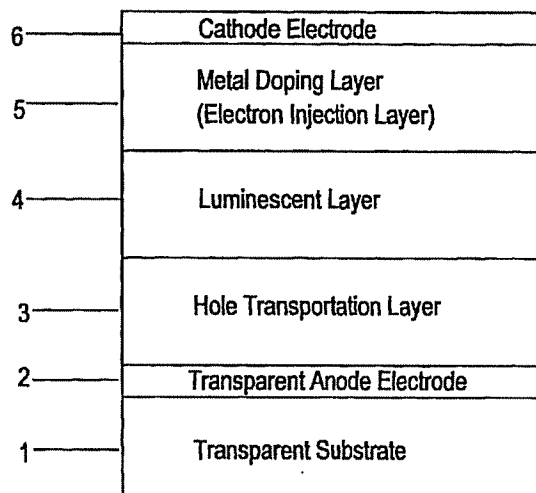 6 Cathode Electrode
5 Metal Doping Layer
(Electron Injection Layer)
4 Luminescent Layer
3 Hole Transportation Layer
2 Transparent Anode Electrode
1 Transparent Substrate